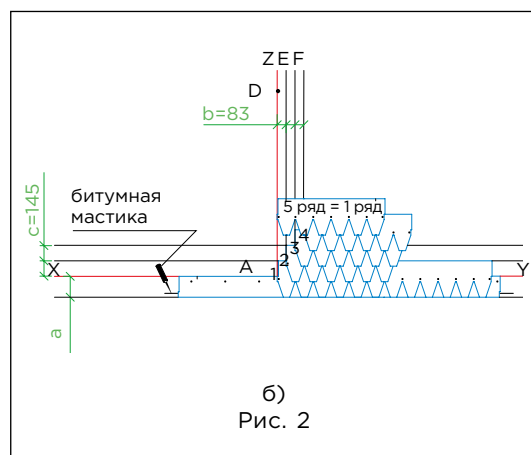 ZEF
D
b=83
5 ряд = 1 ряд
битумная
мастика
c=145
4
3
2
X
A
1
Y
a
б)
Рис. 2